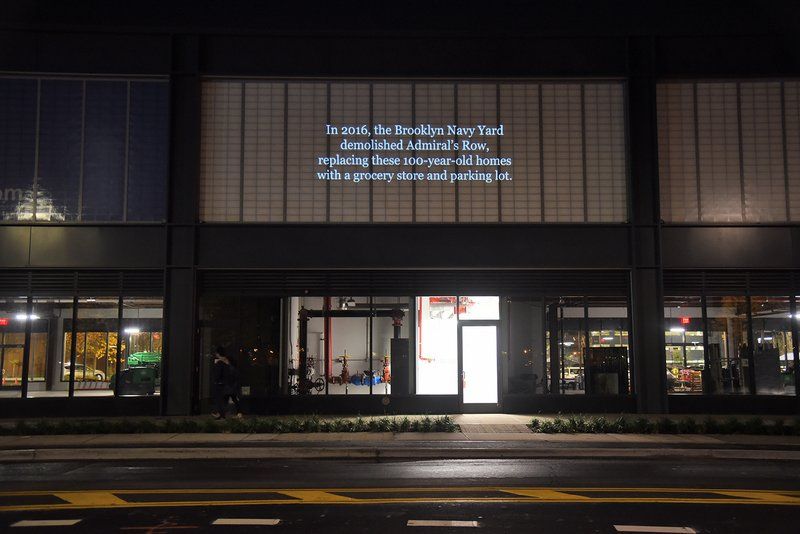 In 2016, the Brooklyn Navy Yard
demolished Admiral's Row,
replacing these 100-year-old homes
with a grocery store and parking lot.